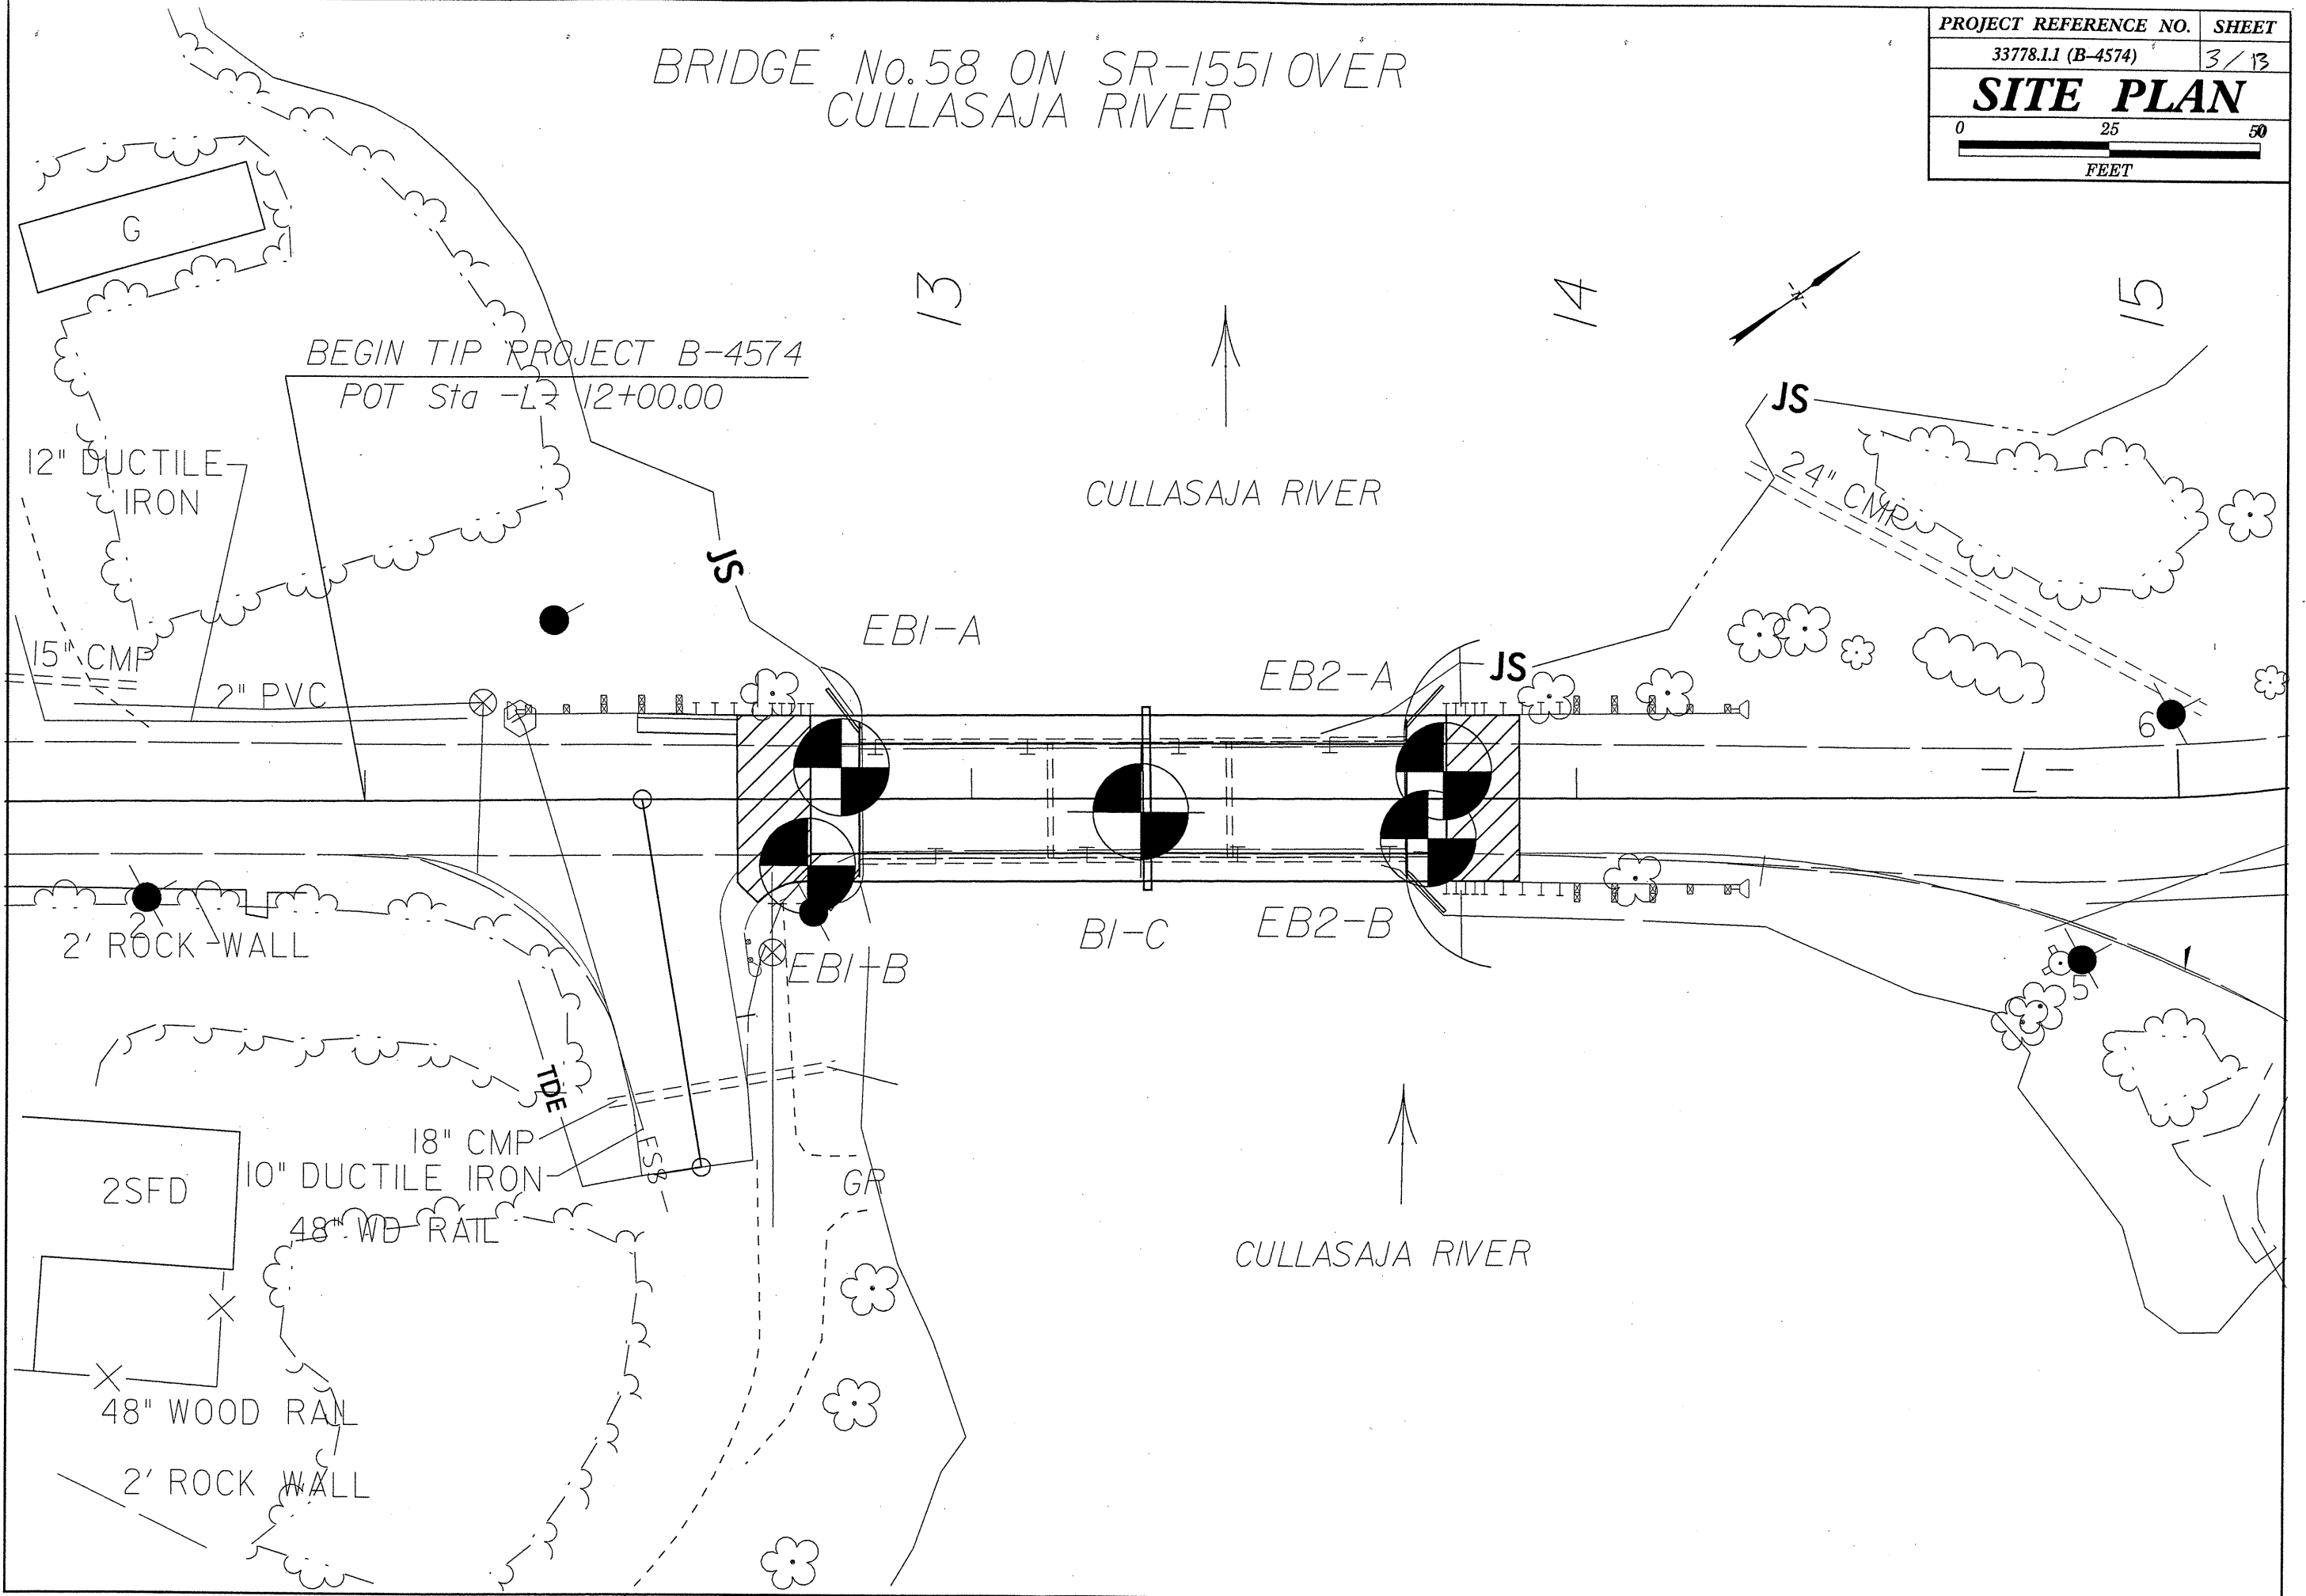 PROJECT REFERENCE NO. SHEET
33778.1.1 (B-4574) 3/13
SITE PLAN
0 25 50
FEET
BRIDGE No.58 ON SR-1551 OVER
CULLASAJA RIVER
G
13
14
15
BEGIN TIP PROJECT B-4574
POT Sta -L- 12+00.00
JS
12" DUCTILE
IRON
24" CMP
CULLASAJA RIVER
JS
EB1-A
15" CMP
2" PVC
EB2-A
JS
6
-L-
2
2' ROCK WALL
EB1-B
B1-C
EB2-B
5
TDE
18" CMP
10" DUCTILE IRON
2SFD
GR
48" WD RAIL
CULLASAJA RIVER
48" WOOD RAIL
2' ROCK WALL